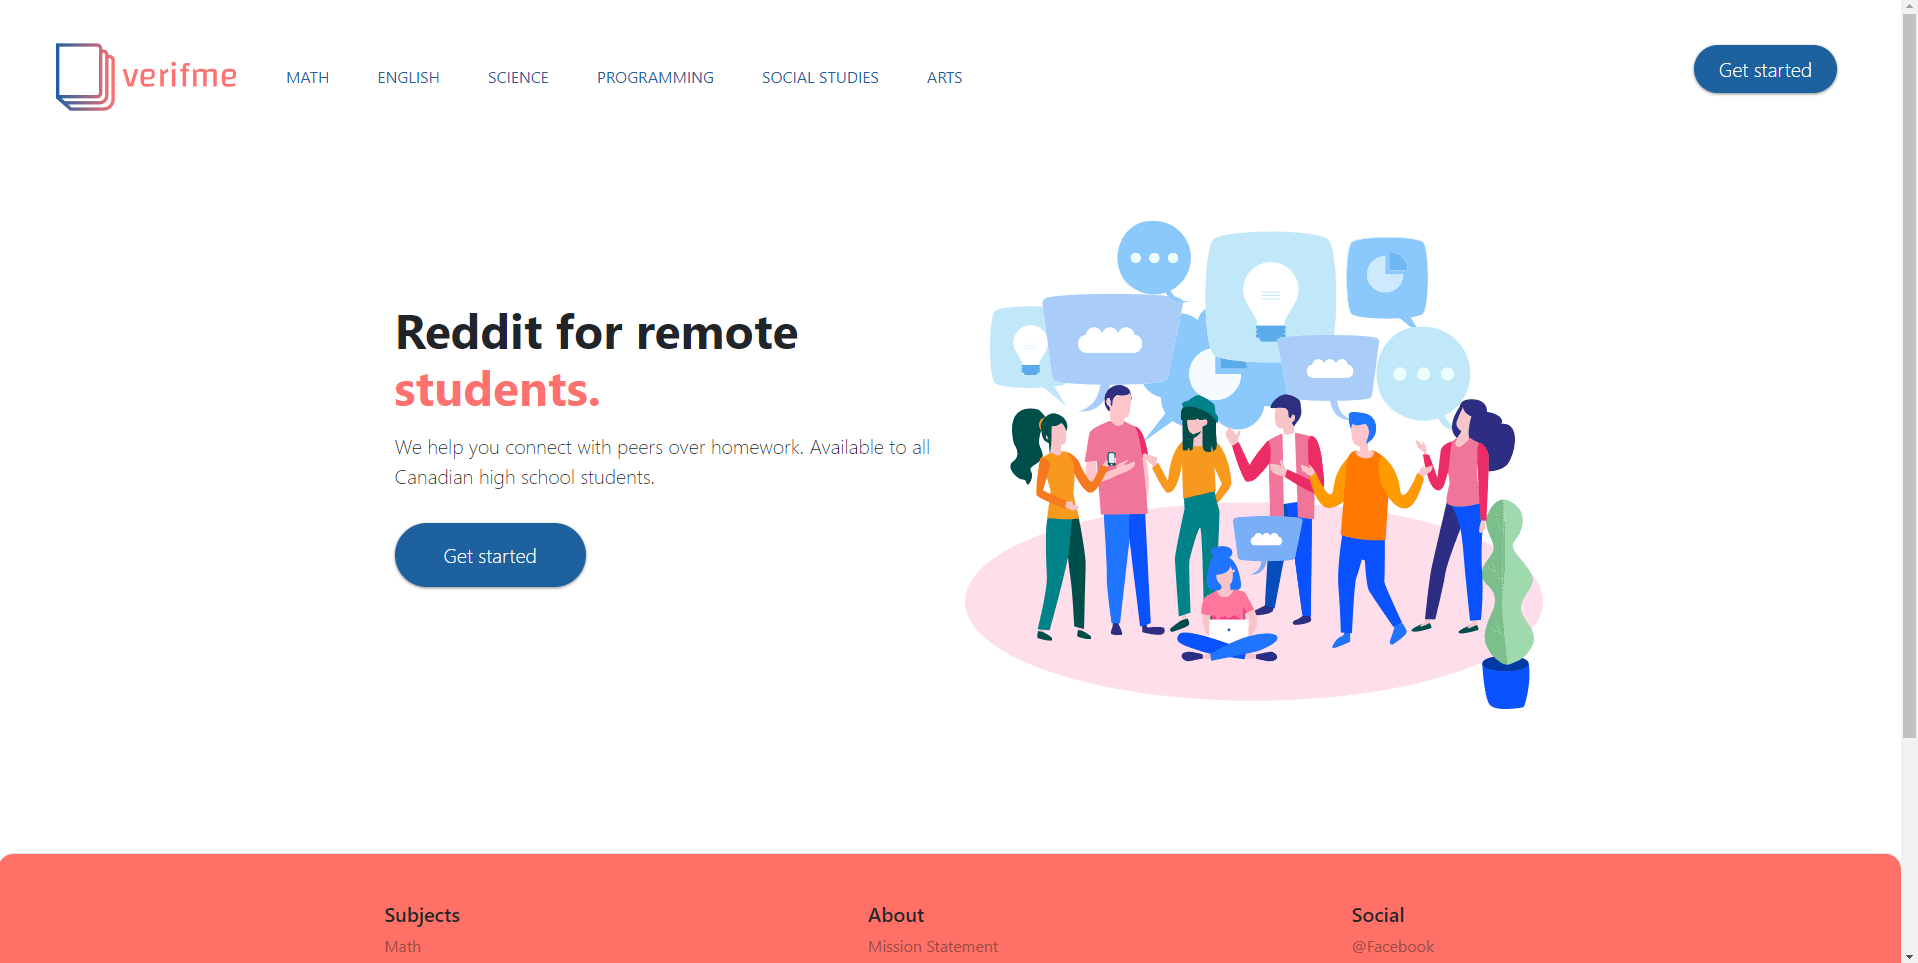 verifme
MATH
ENGLISH
SCIENCE
PROGRAMMING
SOCIAL STUDIES
ARTS
Get started
Reddit for remote
students.
We help you connect with peers over homework. Available to all
Canadian high school students.
Get started
Subjects
Math
About
Mission Statement
Social
@Facebook